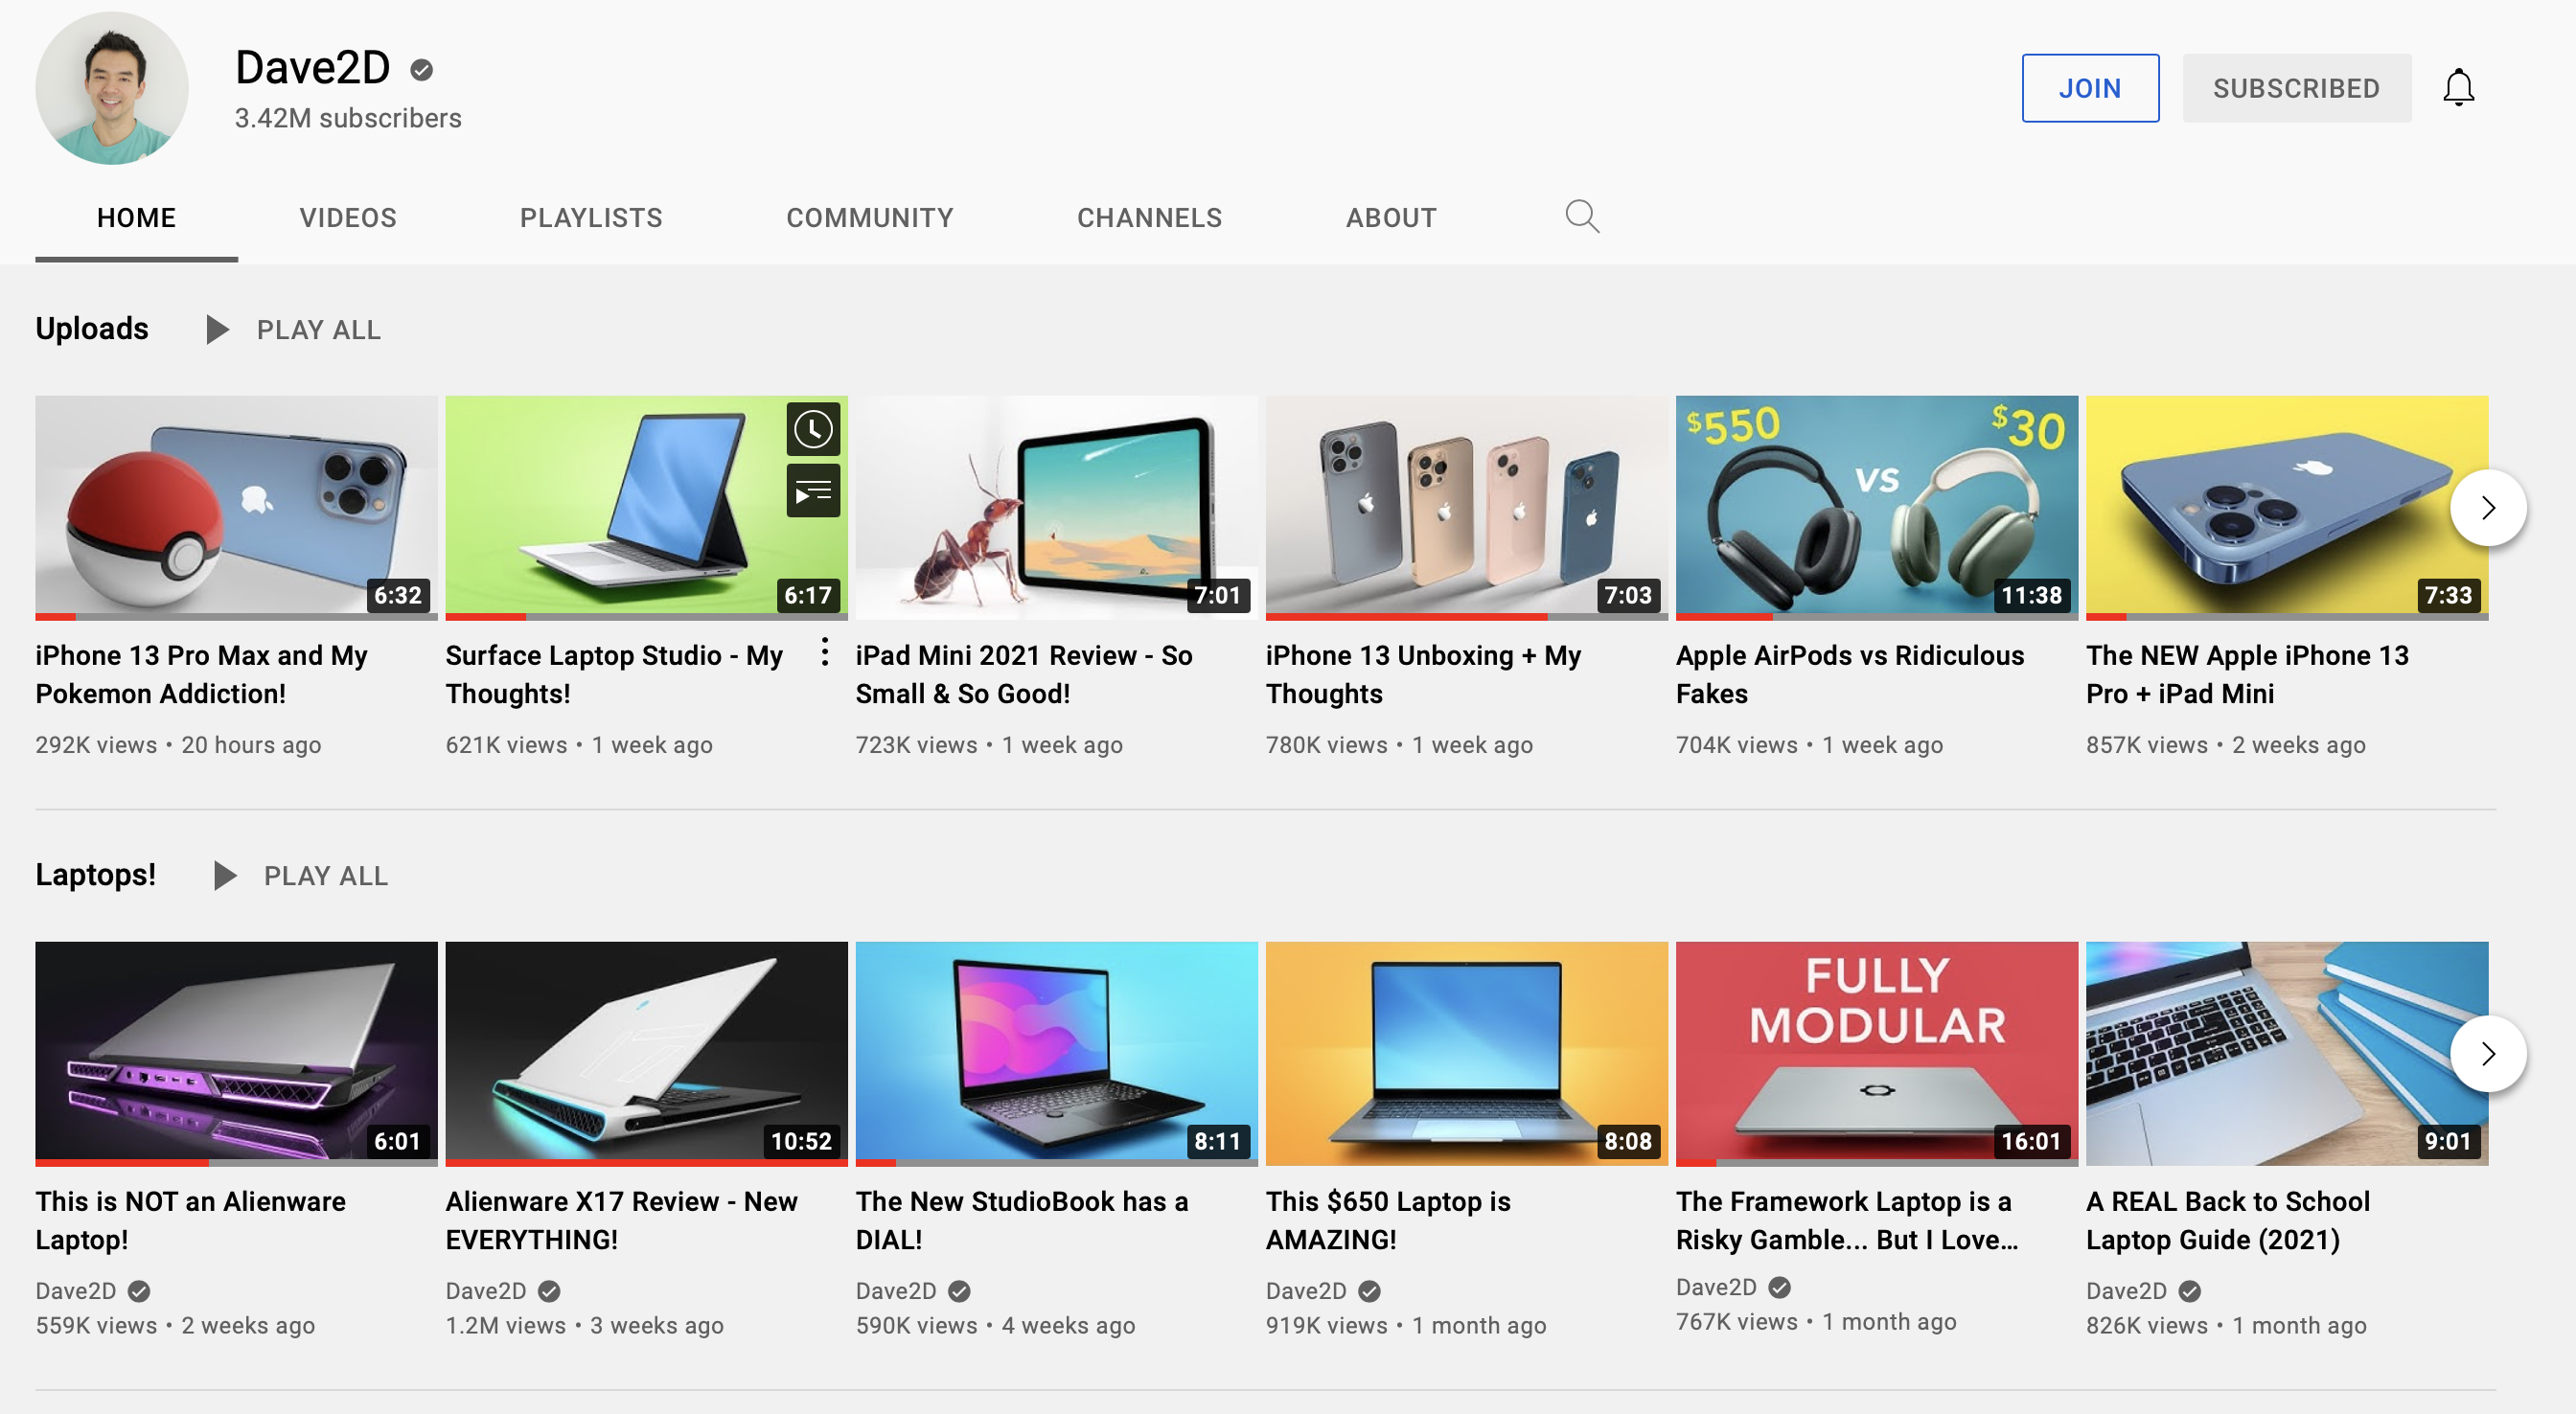 Dave2D
3.42M subscribers
JOIN
SUBSCRIBED
HOME
VIDEOS
PLAYLISTS
COMMUNITY
CHANNELS
ABOUT
Uploads
PLAY ALL
6:32
iPhone 13 Pro Max and My
Pokemon Addiction!
292K views • 20 hours ago
6:17
Surface Laptop Studio - My
Thoughts!
621K views • 1 week ago
7:01
iPad Mini 2021 Review - So
Small & So Good!
723K views • 1 week ago
7:03
iPhone 13 Unboxing + My
Thoughts
780K views • 1 week ago
$550
VS
$30
11:38
Apple AirPods vs Ridiculous
Fakes
704K views • 1 week ago
7:33
The NEW Apple iPhone 13
Pro + iPad Mini
857K views • 2 weeks ago
Laptops!
PLAY ALL
6:01
This is NOT an Alienware
Laptop!
Dave2D
559K views • 2 weeks ago
10:52
Alienware X17 Review - New
EVERYTHING!
Dave2D
1.2M views • 3 weeks ago
8:11
The New StudioBook has a
DIAL!
Dave2D
590K views • 4 weeks ago
8:08
This $650 Laptop is
AMAZING!
Dave2D
919K views • 1 month ago
FULLY
MODULAR
16:01
The Framework Laptop is a
Risky Gamble... But I Love...
Dave2D
767K views • 1 month ago
9:01
A REAL Back to School
Laptop Guide (2021)
Dave2D
826K views • 1 month ago